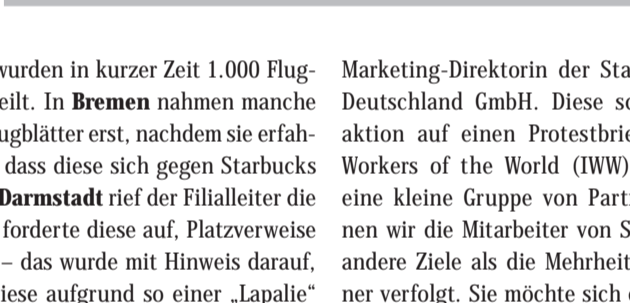 wurden in kurzer Zeit 1.000 Flug-
eilt. In Bremen nahmen manche
ugblätter erst, nachdem sie erfah-
dass diese sich gegen Starbucks
Darmstadt rief der Filialleiter die
forderte diese auf, Platzverweise
– das wurde mit Hinweis darauf,
iese aufgrund so einer „Lapalie“
Marketing-Direktorin der Sta
Deutschland GmbH. Diese sc
aktion auf einen Protestbrie
Workers of the World (IWW)
eine kleine Gruppe von Part
nen wir die Mitarbeiter von S
andere Ziele als die Mehrheit
ner verfolgt. Sie möchte sich